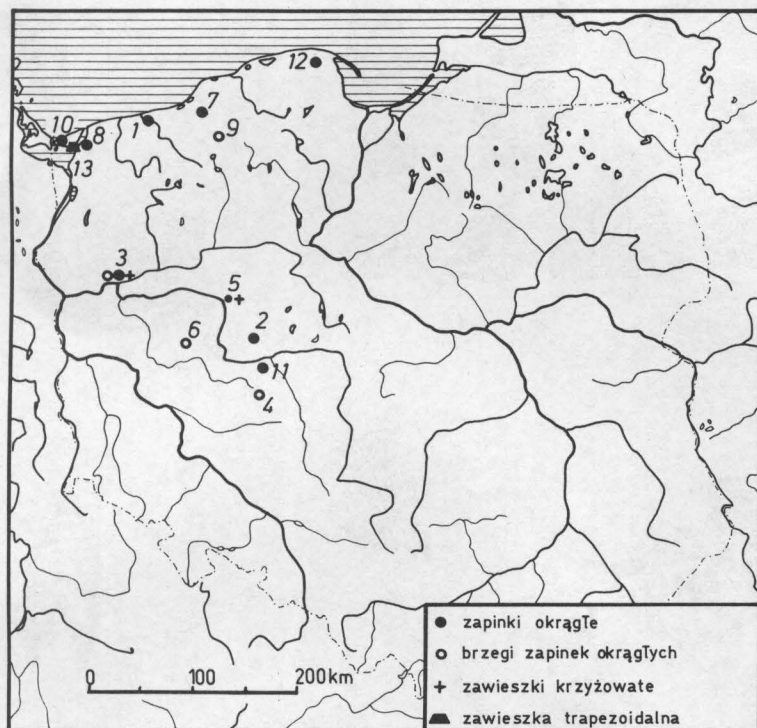 12
7
1
9
10
8
13
3
5
6
2
11
4
zapinki okrągłe
brzegi zapinek okrągłych
zawieszki krzyżowate
zawieszka trapezoidalna
0 100 200km